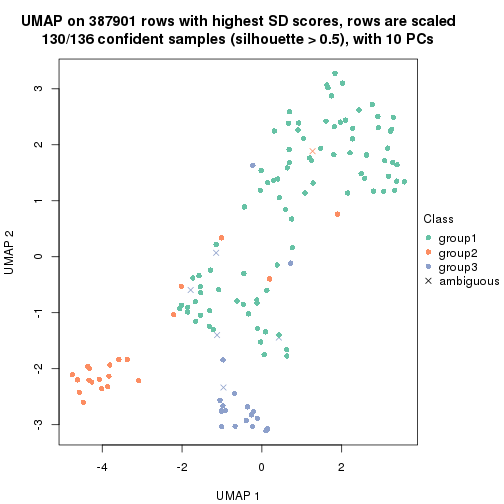 UMAP on 387901 rows with highest SD scores, rows are scaled
130/136 confident samples (silhouette > 0.5), with 10 PCs
3
2
1
0
-1
-2
-3
UMAP 2
-4
-2
0
2
UMAP 1
Class
group1
group2
group3
ambiguous